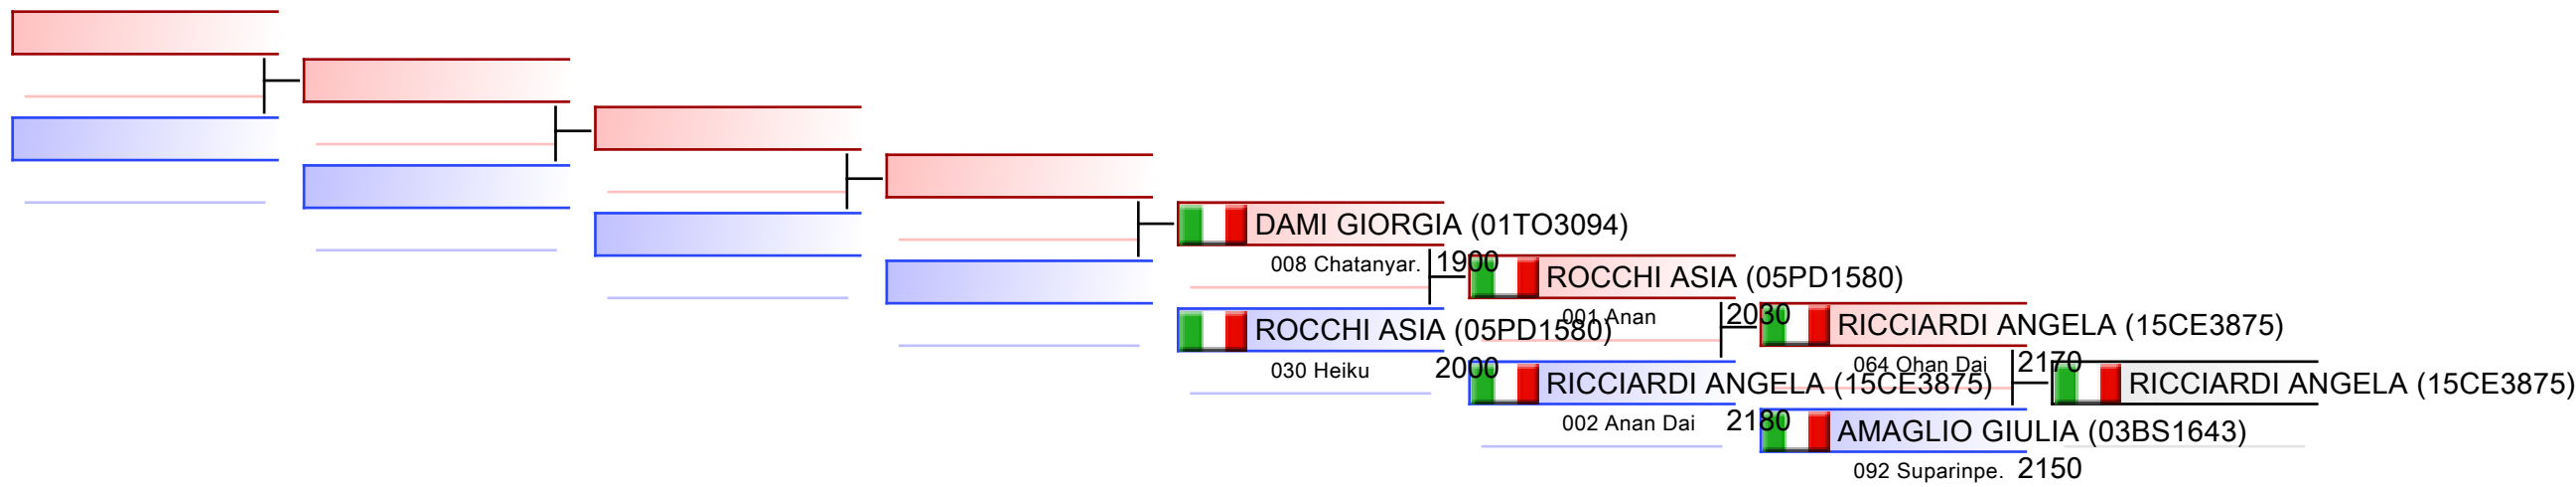 DAMI GIORGIA (01TO3094)
008 Chatanyar. 1900
ROCCHI ASIA (05PD1580)
030 Heiku 2000
ROCCHI ASIA (05PD1580)
001 Anan 2030
RICCIARDI ANGELA (15CE3875)
002 Anan Dai 2180
RICCIARDI ANGELA (15CE3875)
064 Ohan Dai 2170
AMAGLIO GIULIA (03BS1643)
092 Suparinpe. 2150
RICCIARDI ANGELA (15CE3875)